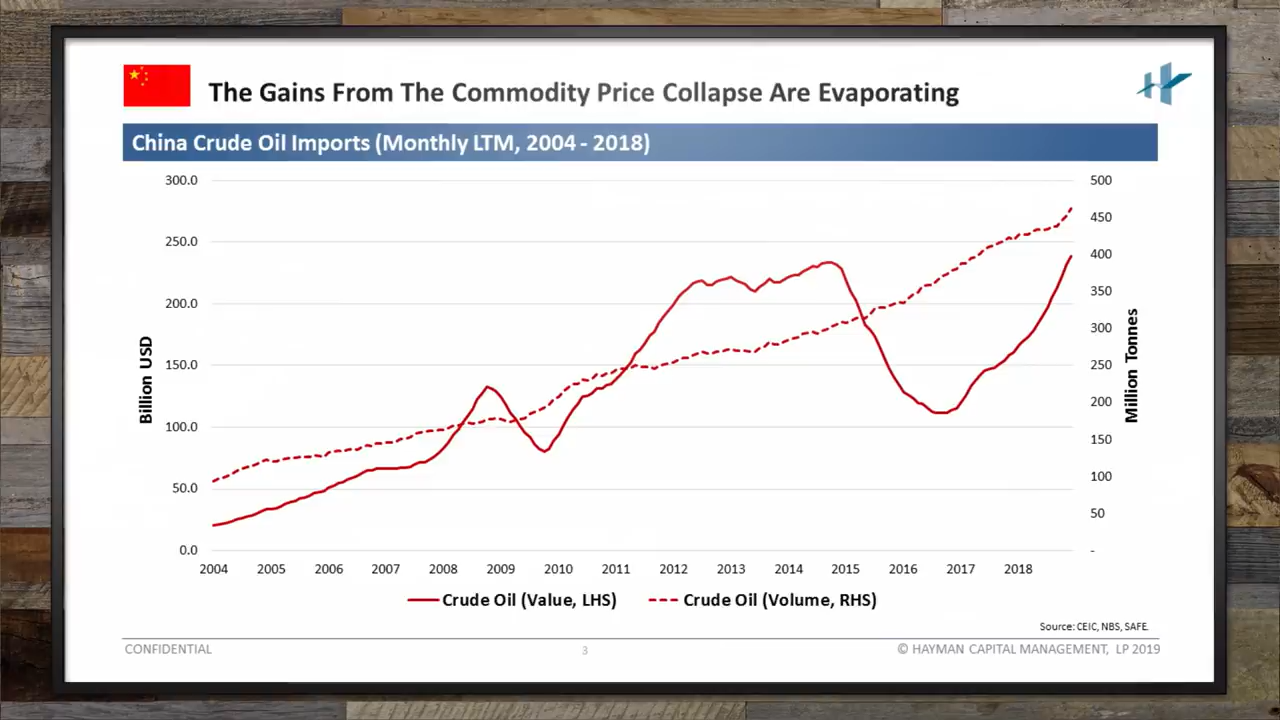 The Gains From The Commodity Price Collapse Are Evaporating
China Crude Oil Imports (Monthly LTM, 2004 - 2018)
300.0
250.0
200.0
150.0
100.0
50.0
0.0
Billion USD
500
450
400
350
300
250
200
150
100
50
-
Million Tonnes
2004 2005 2006 2007 2008 2009 2010 2011 2012 2013 2014 2015 2016 2017 2018
Crude Oil (Value, LHS) Crude Oil (Volume, RHS)
Source: CEIC, NBS, SAFE.
CONFIDENTIAL 3 © HAYMAN CAPITAL MANAGEMENT, LP 2019